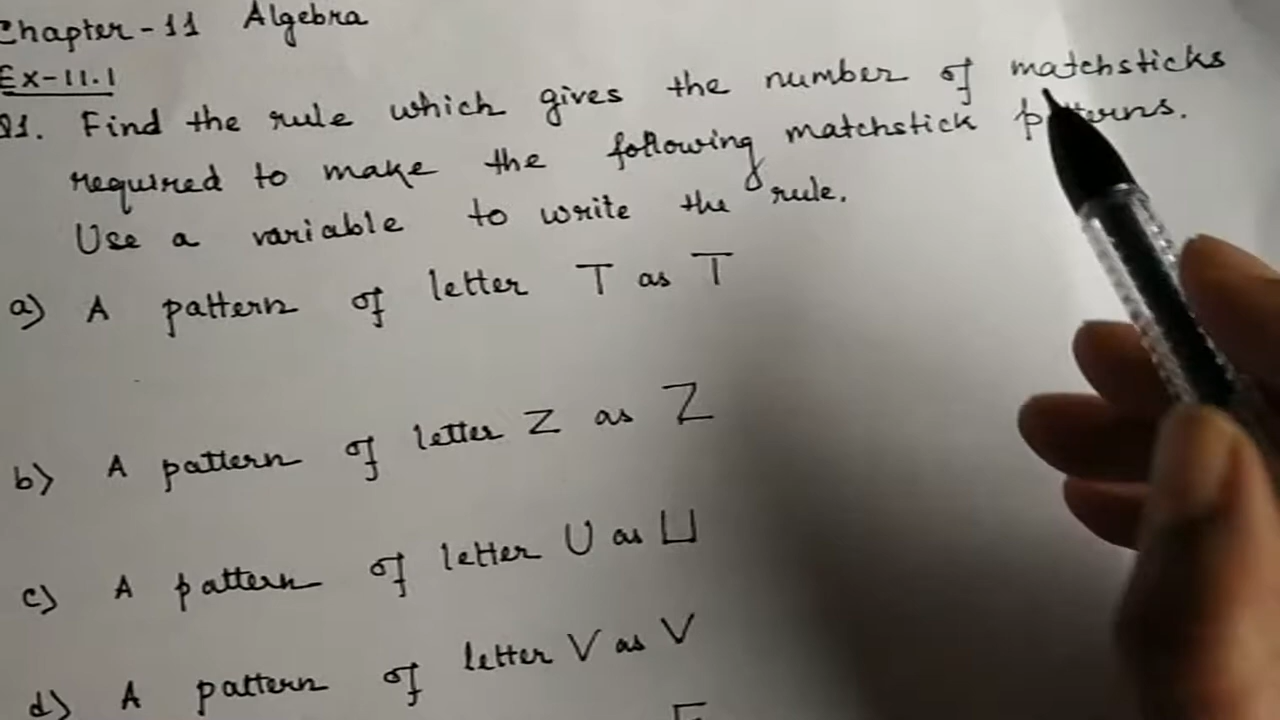 Chapter-11 Algebra
Ex-11.1
Q1. Find the rule which gives the number of matchsticks
required to make the following matchstick patterns.
Use a variable to write the rule.
a) A pattern of letter T as T
b) A pattern of letter Z as Z
c) A pattern of letter U as U
d) A pattern of letter V as V